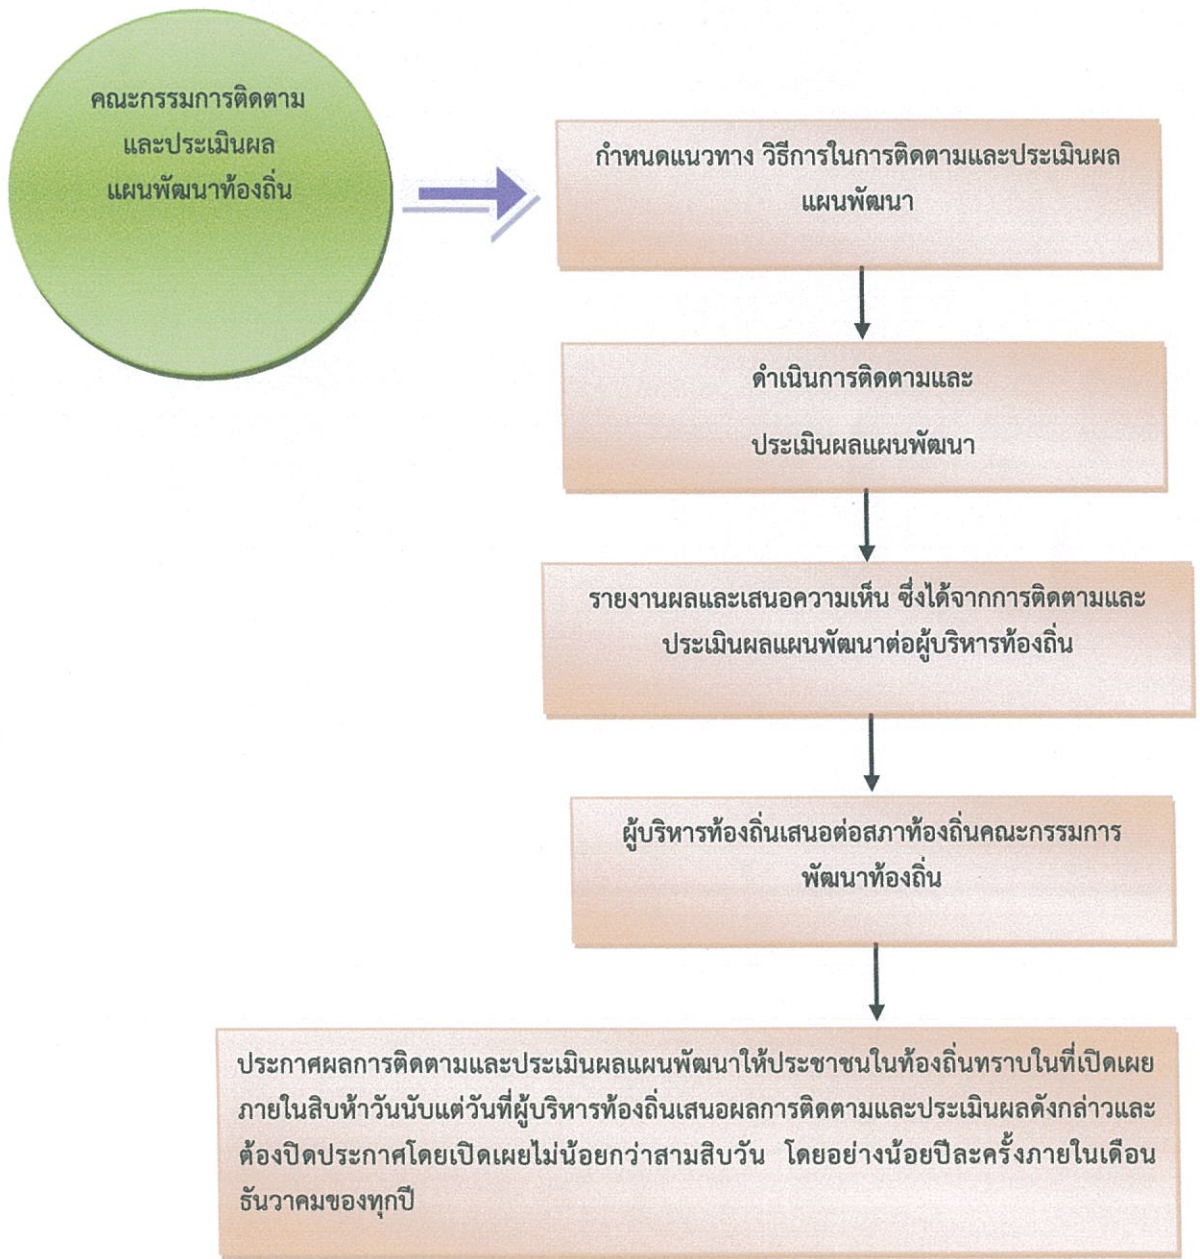 คณะกรรมการติดตาม
และประเมินผล
แผนพัฒนาท้องถิ่น
กำหนดแนวทาง วิธีการในการติดตามและประเมินผล
แผนพัฒนา
ดำเนินการติดตามและ
ประเมินผลแผนพัฒนา
รายงานผลและเสนอความเห็น ซึ่งได้จากการติดตามและ
ประเมินผลแผนพัฒนาต่อผู้บริหารท้องถิ่น
ผู้บริหารท้องถิ่นเสนอต่อสภาท้องถิ่นคณะกรรมการ
พัฒนาท้องถิ่น
ประกาศผลการติดตามและประเมินผลแผนพัฒนาให้ประชาชนในท้องถิ่นทราบในที่เปิดเผย
ภายในสิบห้าวันนับแต่วันที่ผู้บริหารท้องถิ่นเสนอผลการติดตามและประเมินผลดังกล่าวและ
ต้องปิดประกาศโดยเปิดเผยไม่น้อยกว่าสามสิบวัน โดยอย่างน้อยปีละครั้งภายในเดือน
ธันวาคมของทุกปี